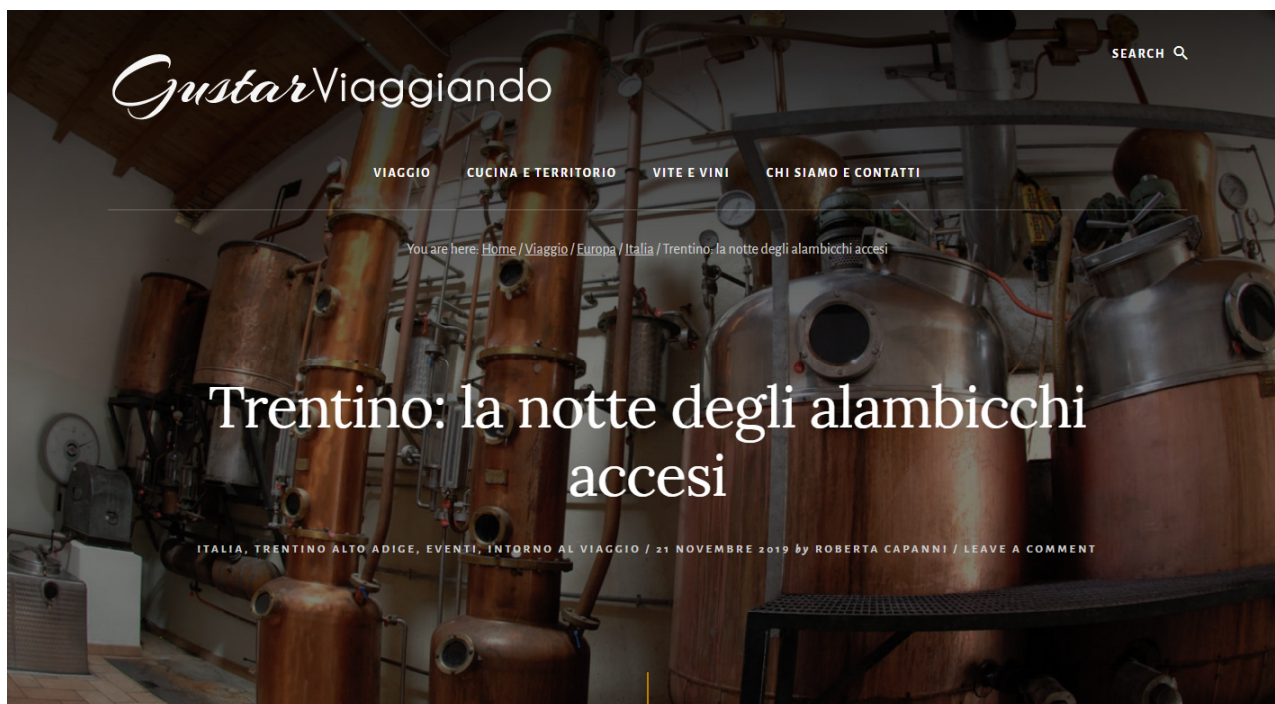 GustarViaggiando
SEARCH
VIAGGIO CUCINA E TERRITORIO VITE E VINI CHI SIAMO E CONTATTI
You are here: Home / Viaggio / Europa / Italia / Trentino: la notte degli alambicchi accesi
Trentino: la notte degli alambicchi
accesi
ITALIA, TRENTINO ALTO ADIGE, EVENTI, INTORNO AL VIAGGIO / 21 NOVEMBRE 2019 by ROBERTA CAPANNI / LEAVE A COMMENT